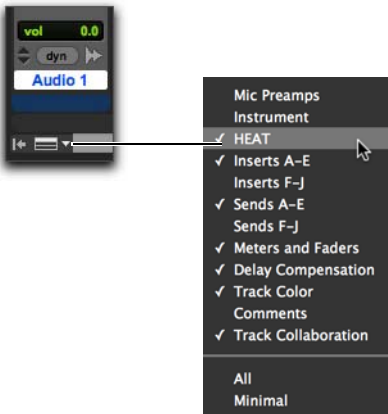 vol 0.0
dyn
Audio 1
Mic Preamps
Instrument
✓ HEAT
✓ Inserts A–E
Inserts F–J
✓ Sends A–E
Sends F–J
✓ Meters and Faders
✓ Delay Compensation
✓ Track Color
Comments
✓ Track Collaboration
All
Minimal